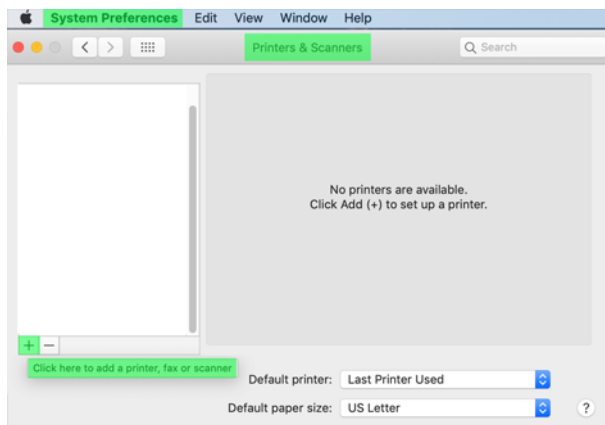 System Preferences Edit View Window Help
Printers & Scanners
Search
No printers are available.
Click Add (+) to set up a printer.
+ −
Click here to add a printer, fax or scanner
Default printer: Last Printer Used
Default paper size: US Letter ?